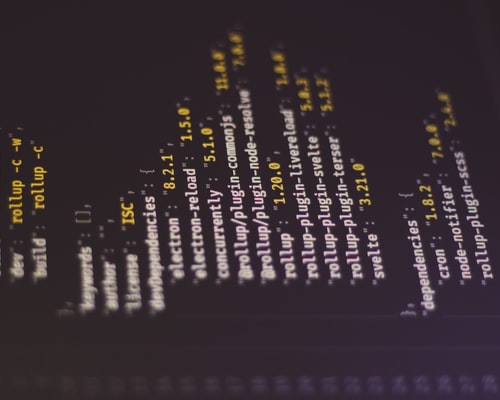 "dev": "rollup -c -w",
"build": "rollup -c"
},
"keywords": [],
"author": "",
"license": "ISC",
"devDependencies": {
"electron": "8.2.1",
"electron-reload": "1.5.0",
"concurrently": "5.1.0",
"@rollup/plugin-commonjs": "11.0.0",
"@rollup/plugin-node-resolve": "7.0.0",
"rollup": "1.20.0",
"rollup-plugin-livereload": "1.0.0",
"rollup-plugin-svelte": "5.0.3",
"rollup-plugin-terser": "5.1.2",
"svelte": "3.21.0"
},
"dependencies": {
"cron": "1.8.2",
"node-notifier": "7.0.0",
"rollup-plugin-scss":